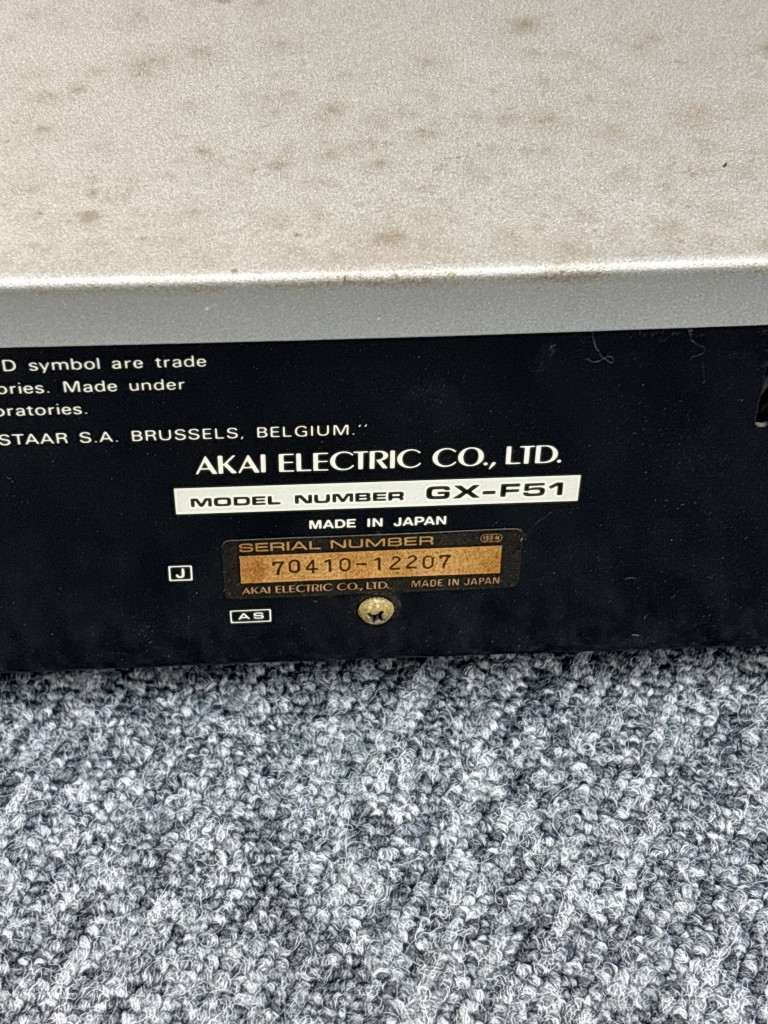 D symbol are trade
ories. Made under
oratories.
STAAR S.A. BRUSSELS, BELGIUM."
AKAI ELECTRIC CO., LTD.
MODEL NUMBER GX-F51
MADE IN JAPAN
SERIAL NUMBER
70410-12207
AKAI ELECTRIC CO., LTD. MADE IN JAPAN
J
AS